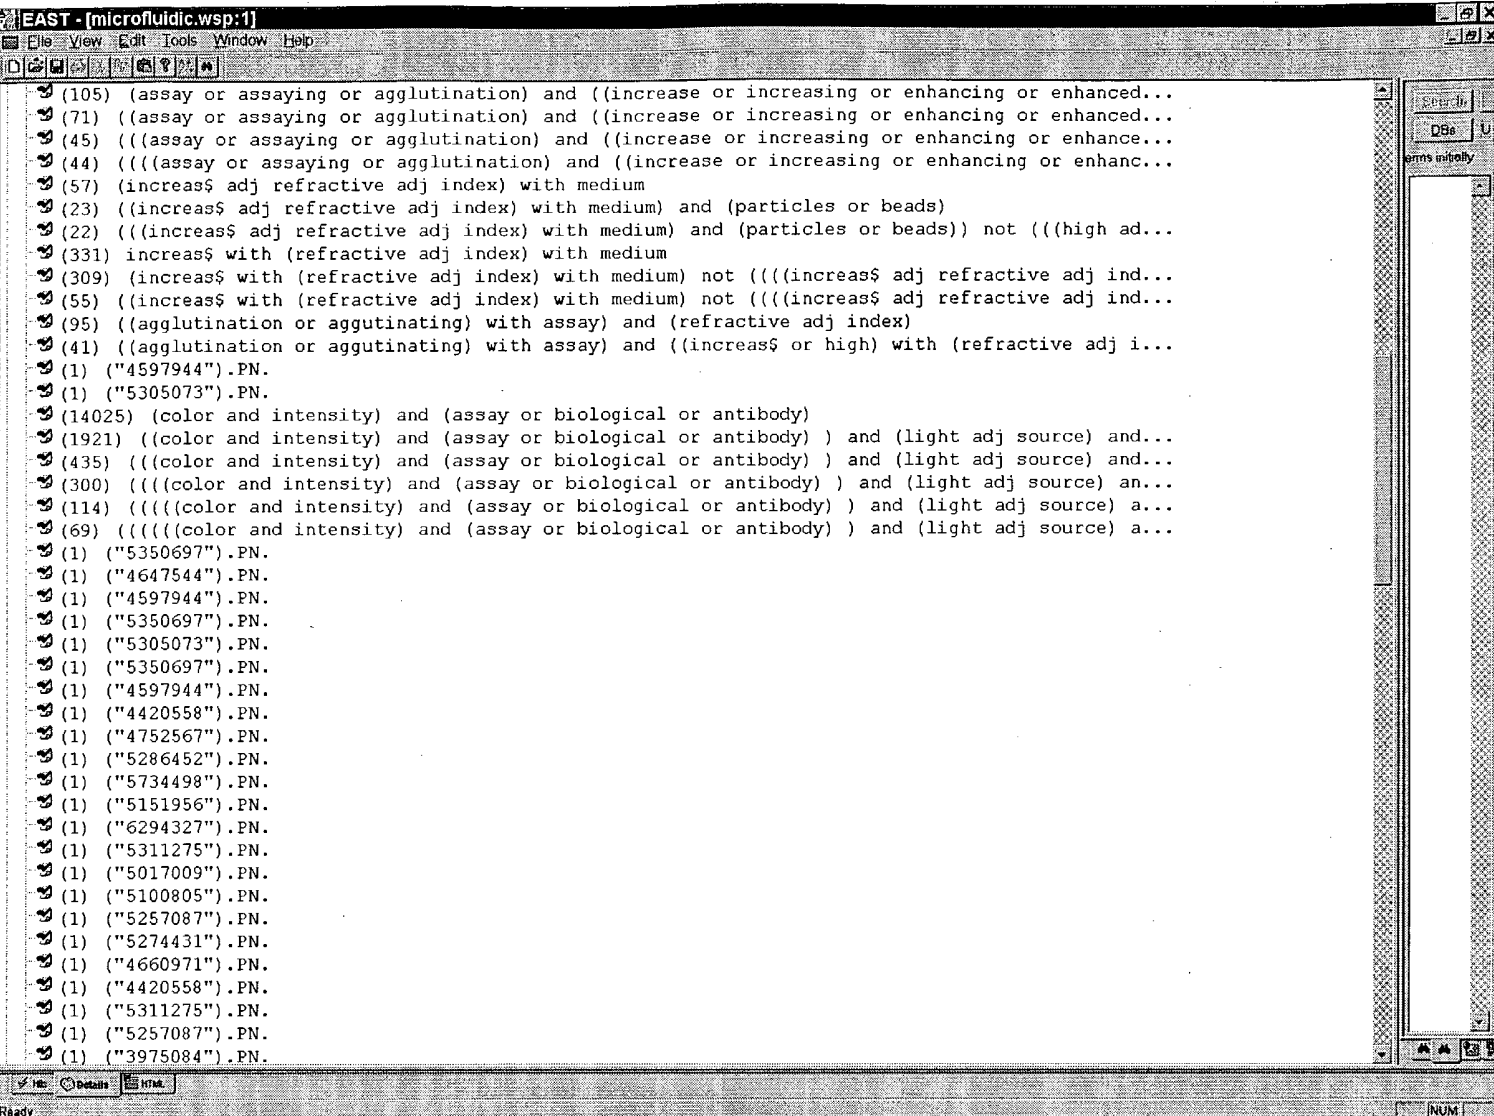 EAST - [microfluidic.wsp:1]
File View Edit Tools Window Help
(105) (assay or assaying or agglutination) and ((increase or increasing or enhancing or enhanced...
(71) ((assay or assaying or agglutination) and ((increase or increasing or enhancing or enhanced...
(45) (((assay or assaying or agglutination) and ((increase or increasing or enhancing or enhance...
(44) ((((assay or assaying or agglutination) and ((increase or increasing or enhancing or enhanc...
(57) (increas$ adj refractive adj index) with medium
(23) ((increas$ adj refractive adj index) with medium) and (particles or beads)
(22) (((increas$ adj refractive adj index) with medium) and (particles or beads)) not (((high ad...
(331) increas$ with (refractive adj index) with medium
(309) (increas$ with (refractive adj index) with medium) not ((((increas$ adj refractive adj ind...
(55) ((increas$ with (refractive adj index) with medium) not ((((increas$ adj refractive adj ind...
(95) ((agglutination or aggutinating) with assay) and (refractive adj index)
(41) ((agglutination or aggutinating) with assay) and ((increas$ or high) with (refractive adj i...
(1) ("4597944").PN.
(1) ("5305073").PN.
(14025) (color and intensity) and (assay or biological or antibody)
(1921) ((color and intensity) and (assay or biological or antibody) ) and (light adj source) and...
(435) (((color and intensity) and (assay or biological or antibody) ) and (light adj source) and...
(300) ((((color and intensity) and (assay or biological or antibody) ) and (light adj source) an...
(114) (((((color and intensity) and (assay or biological or antibody) ) and (light adj source) a...
(69) ((((((color and intensity) and (assay or biological or antibody) ) and (light adj source) a...
(1) ("5350697").PN.
(1) ("4647544").PN.
(1) ("4597944").PN.
(1) ("5350697").PN.
(1) ("5305073").PN.
(1) ("5350697").PN.
(1) ("4597944").PN.
(1) ("4420558").PN.
(1) ("4752567").PN.
(1) ("5286452").PN.
(1) ("5734498").PN.
(1) ("5151956").PN.
(1) ("6294327").PN.
(1) ("5311275").PN.
(1) ("5017009").PN.
(1) ("5100805").PN.
(1) ("5257087").PN.
(1) ("5274431").PN.
(1) ("4660971").PN.
(1) ("4420558").PN.
(1) ("5311275").PN.
(1) ("5257087").PN.
(1) ("3975084").PN.
Search
DBs U
erms initially
Hits Details HTML
Ready NUM